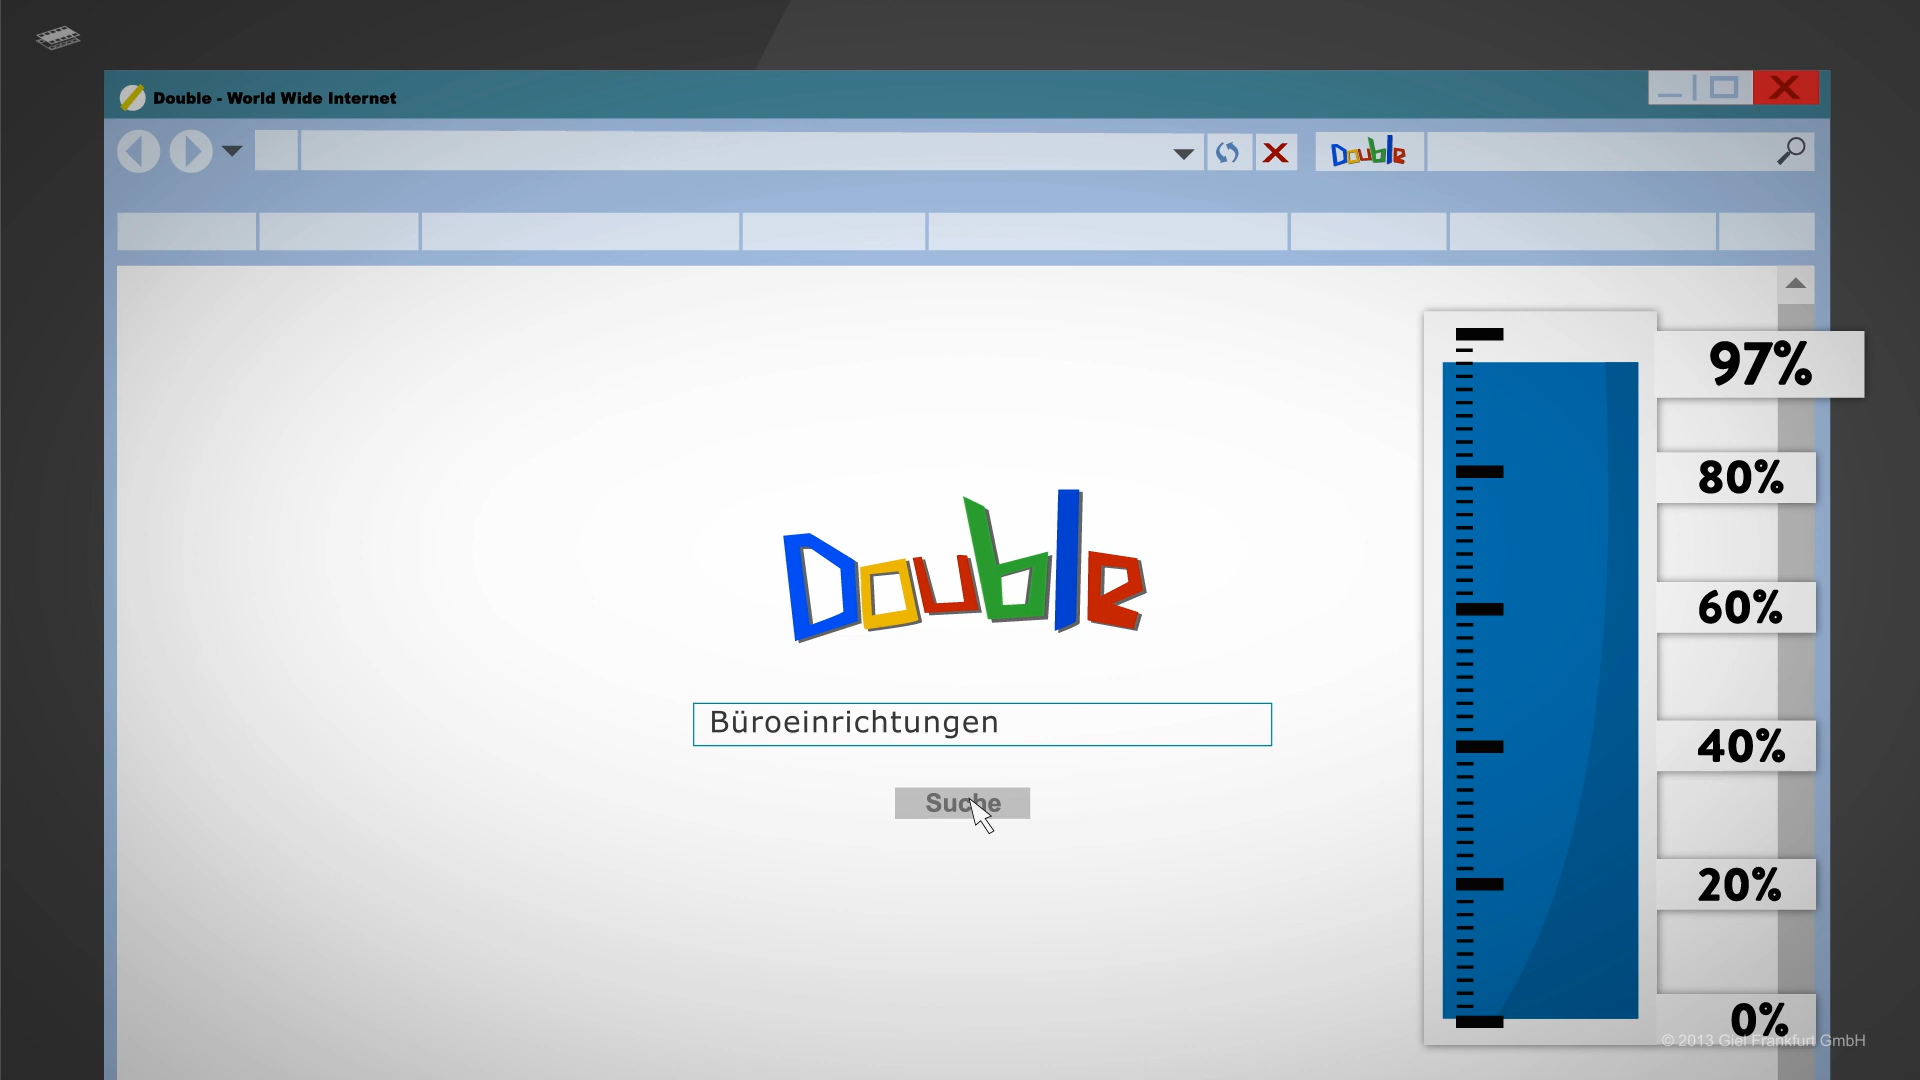 Double - World Wide Internet
Double
97%
80%
Double
60%
Büroeinrichtungen
40%
Suche
20%
0%
© 2013 Giel Frankfurt GmbH